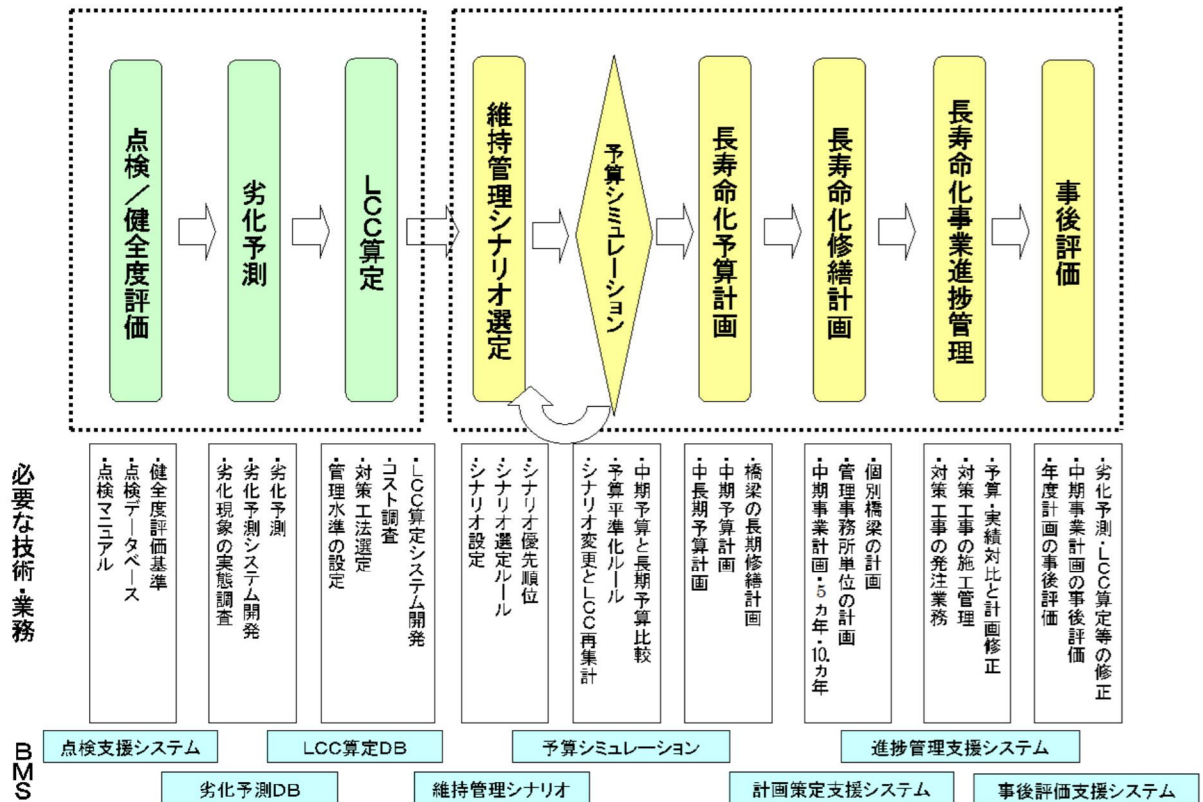 点検／健全度評価
劣化予測
LCC算定
維持管理シナリオ選定
予算シミュレーション
長寿命化予算計画
長寿命化修繕計画
長寿命化事業進捗管理
事後評価
必要な技術・業務
・健全度評価基準
・点検データベース
・点検マニュアル
・劣化予測
・劣化予測システム開発
・劣化現象の実態調査
・LCC算定システム開発
・コスト調査
・対策工法選定
・管理水準の設定
・シナリオ優先順位
・シナリオ選定ルール
・シナリオ設定
・中期予算と長期予算比較
・予算平準化ルール
・シナリオ変更とLCC再集計
・橋梁の長期修繕計画
・中期予算計画
・中長期予算計画
・個別橋梁の計画
・管理事務所単位の計画
・中期事業計画・5ヵ年・10ヵ年
・予算・実績対比と計画修正
・対策工事の施工管理
・対策工事の発注業務
・劣化予測・LCC算定等の修正
・中期事業計画の事後評価
・年度計画の事後評価
BMS
点検支援システム
劣化予測DB
LCC算定DB
維持管理シナリオ
予算シミュレーション
計画策定支援システム
進捗管理支援システム
事後評価支援システム